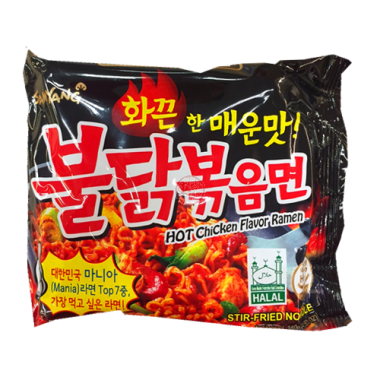 SAMYANG
화끈한 매운맛!
불닭볶음면
HOT Chicken Flavor Ramen
대한민국 마니아
(Mania)라면 Top 7중,
가장 먹고 싶은 라면!
HALAL
STIR-FRIED NOODLE